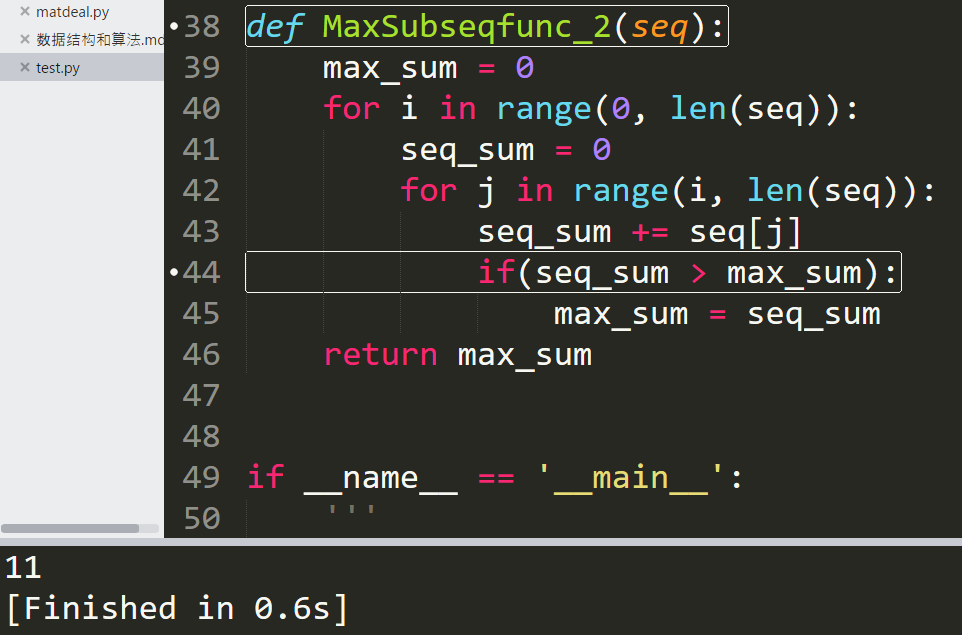 matdeal.py
数据结构和算法.md
test.py
38 def MaxSubseqfunc_2(seq):
39 max_sum = 0
40 for i in range(0, len(seq)):
41 seq_sum = 0
42 for j in range(i, len(seq)):
43 seq_sum += seq[j]
44 if(seq_sum > max_sum):
45 max_sum = seq_sum
46 return max_sum
47
48
49 if __name__ == '__main__':
50 '''
11
[Finished in 0.6s]